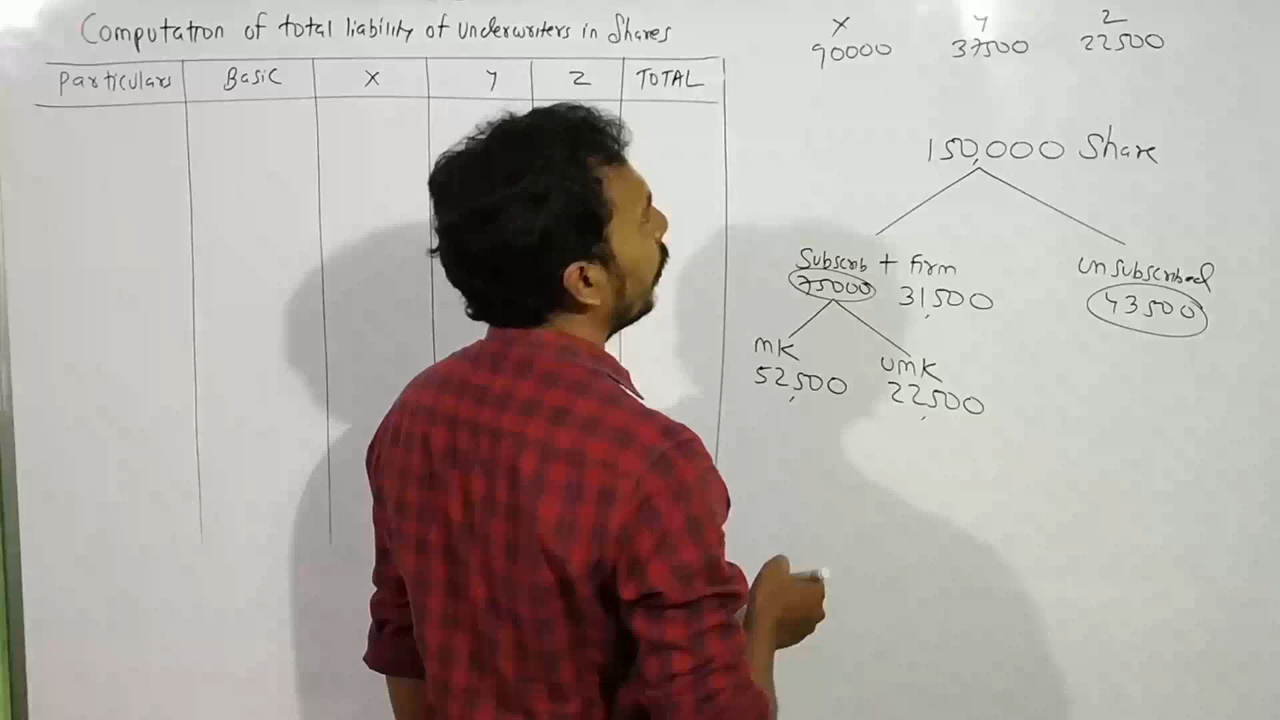 Computation of total liability of Underwriters in Shares
Particulars BASIC X Y Z TOTAL
X Y Z
90000 37500 22500
150,000 Share
Subscrib + Firm unsubscribed
75000 31,500 43500
MK UMK
52,500 22,500